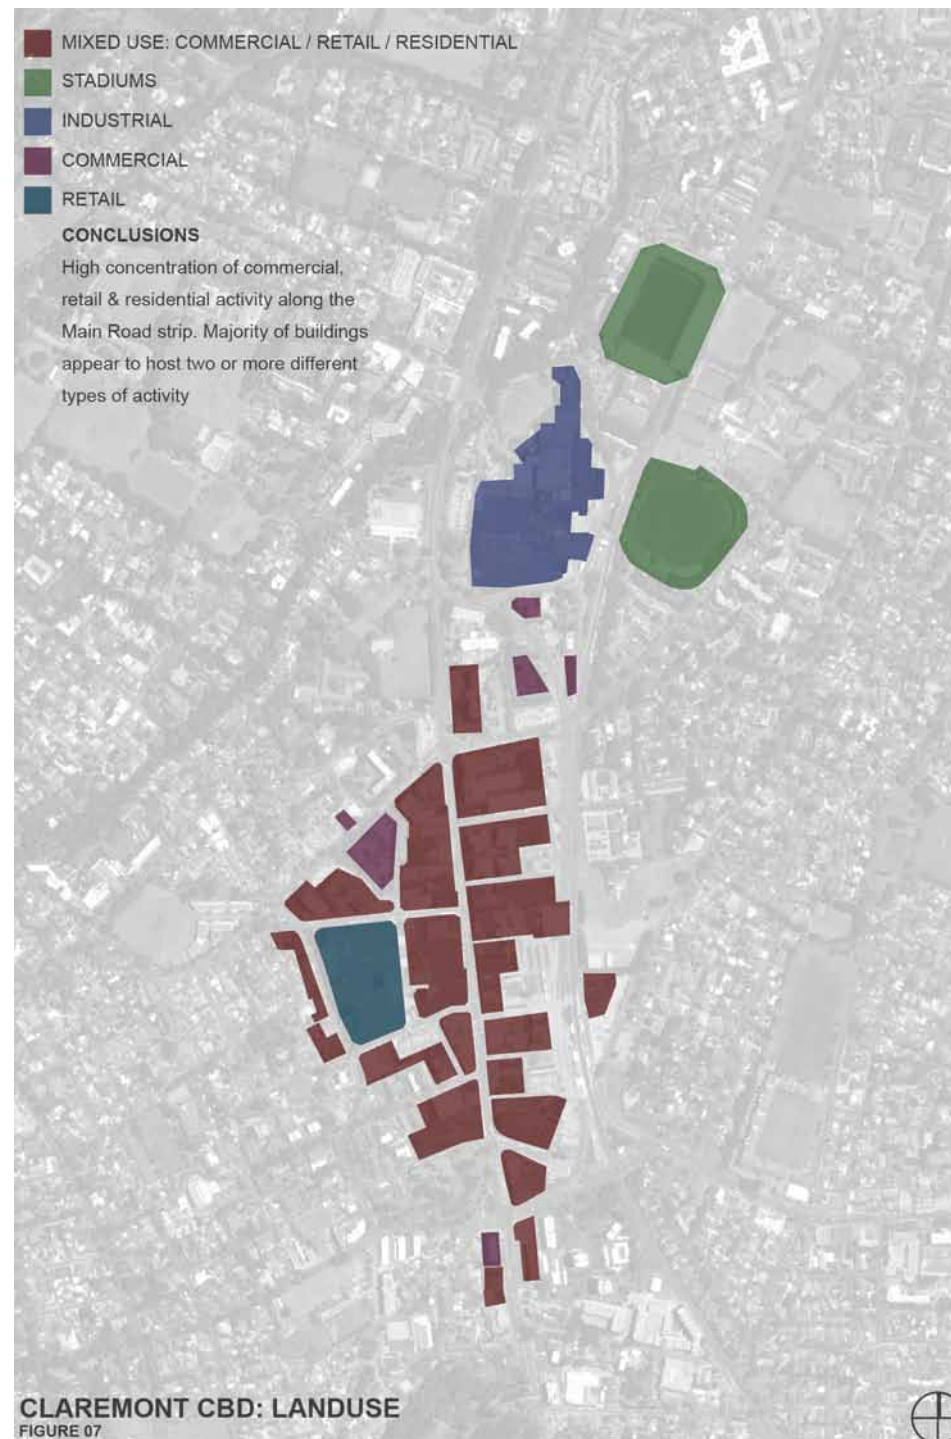 MIXED USE: COMMERCIAL / RETAIL / RESIDENTIAL
STADIUMS
INDUSTRIAL
COMMERCIAL
RETAIL
CONCLUSIONS
High concentration of commercial,
retail & residential activity along the
Main Road strip. Majority of buildings
appear to host two or more different
types of activity
CLAREMONT CBD: LANDUSE
FIGURE 07